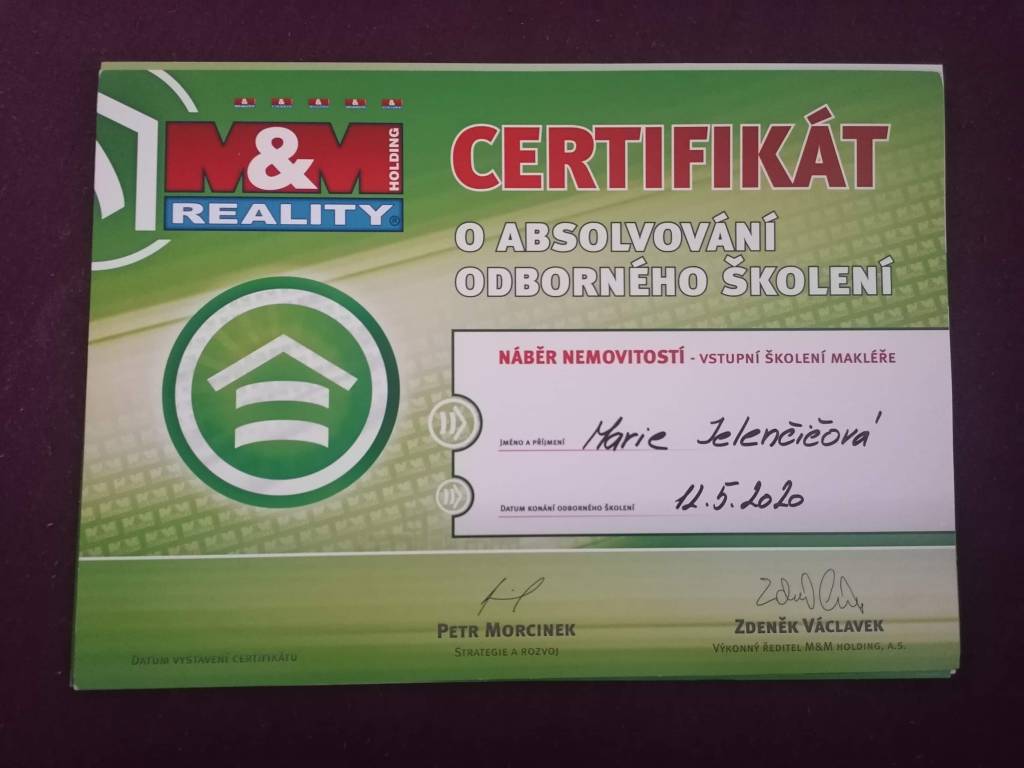 M&M HOLDING
REALITY®
CERTIFIKÁT
O ABSOLVOVÁNÍ
ODBORNÉHO ŠKOLENÍ
NÁBĚR NEMOVITOSTÍ - VSTUPNÍ ŠKOLENÍ MAKLÉŘE
JMÉNO A PŘÍJMENÍ Marie Jelenčičová
DATUM KONÁNÍ ODBORNÉHO ŠKOLENÍ 12.5.2020
PETR MORCINEK
STRATEGIE A ROZVOJ
ZDENĚK VÁCLAVEK
VÝKONNÝ ŘEDITEL M&M HOLDING, A.S.
DATUM VYSTAVENÍ CERTIFIKÁTU